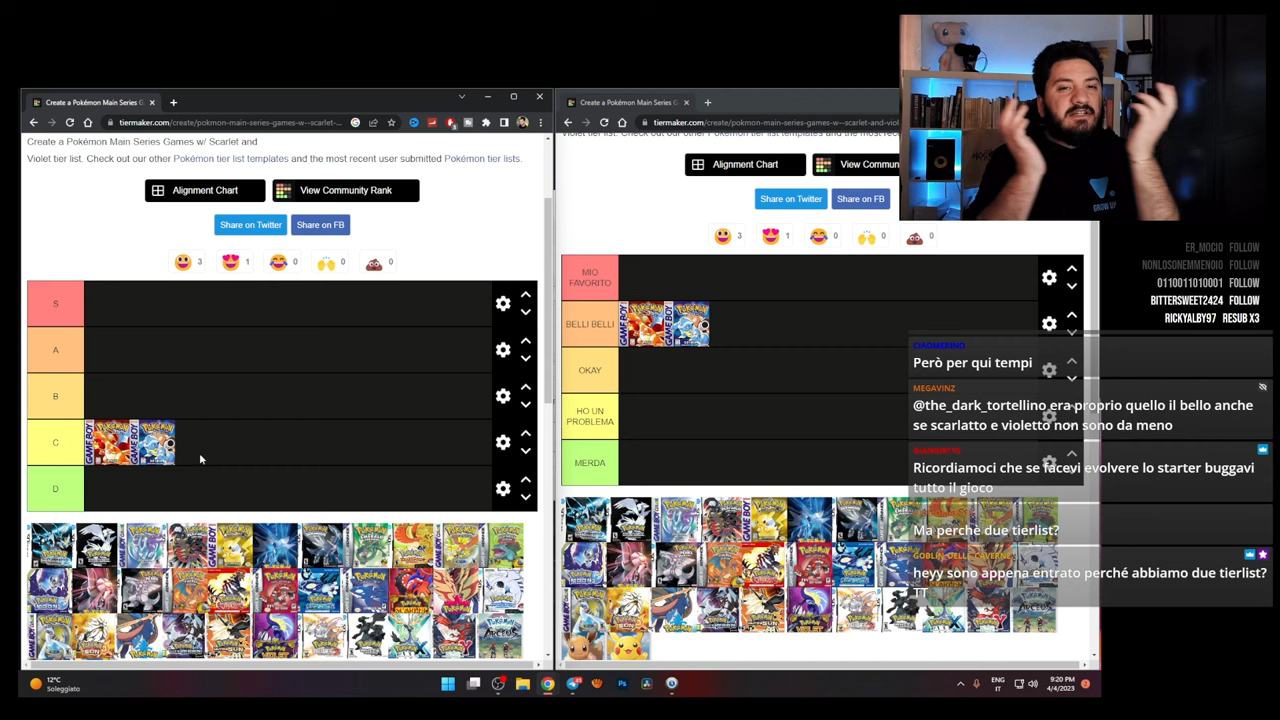 Create a Pokémon Main Series G
Create a Pokémon Main Series G
tiermaker.com/create/pokmon-main-series-games-w--scarlet-...
tiermaker.com/create/pokmon-main-series-games-w--scarlet-and-viol
Create a Pokémon Main Series Games w/ Scarlet and
Violet tier list. Check out our other Pokémon tier list templates and the most recent user submitted Pokémon tier lists.
Alignment Chart
View Community Rank
Share on Twitter
Share on FB
3
1
0
0
0
S
A
B
C
D
Alignment Chart
View Commun
Share on Twitter
Share on FB
3
1
0
0
0
MIO
FAVORITO
BELLI BELLI
OKAY
HO UN
PROBLEMA
MERDA
GROW UP
ER_MOCIO FOLLOW
NONLOSONEMMENOIO FOLLOW
0110011010001 FOLLOW
BITTERSWEET2424 FOLLOW
RICKYALBY97 RESUB X3
CIAOMERINO
Però per qui tempi
MEGAVINZ
@the_dark_tortellino era proprio quello il bello anche
se scarlatto e violetto non sono da meno
Ricordiamoci che se facevi evolvere lo starter buggavi
tutto il gioco
Ma perchè due tierlist?
GOBLIN_DELLE_CAVERNE_
heyy sono appena entrato perché abbiamo due tierlist?
TT
12°C
Soleggiato
ENG
IT
9:20 PM
4/4/2023
2